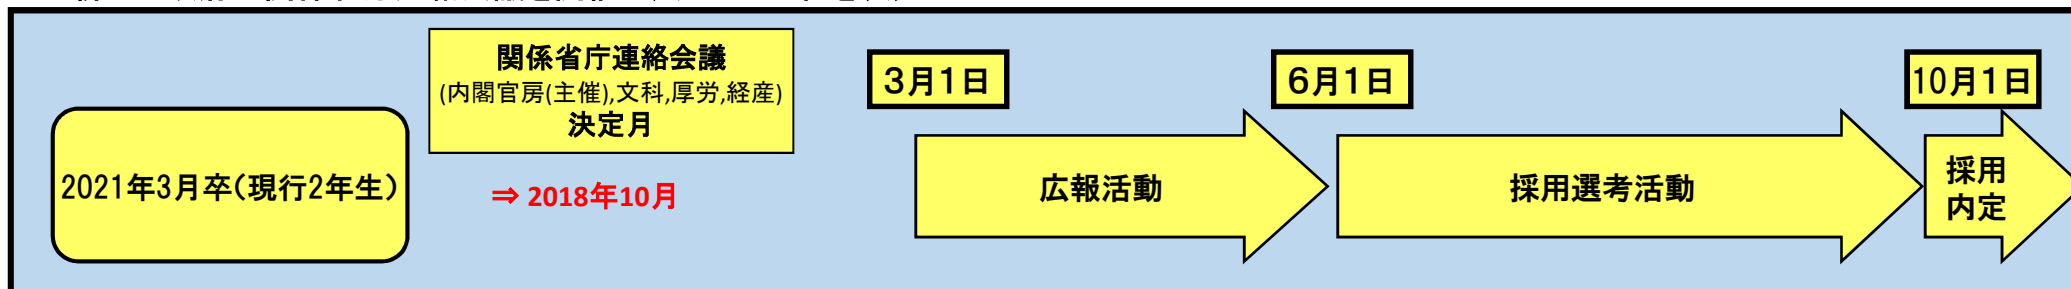 関係省庁連絡会議
(内閣官房(主催),文科,厚労,経産)
決定月
3月1日
6月1日
10月1日
2021年3月卒(現行2年生)
⇒ 2018年10月
広報活動
採用選考活動
採用
内定